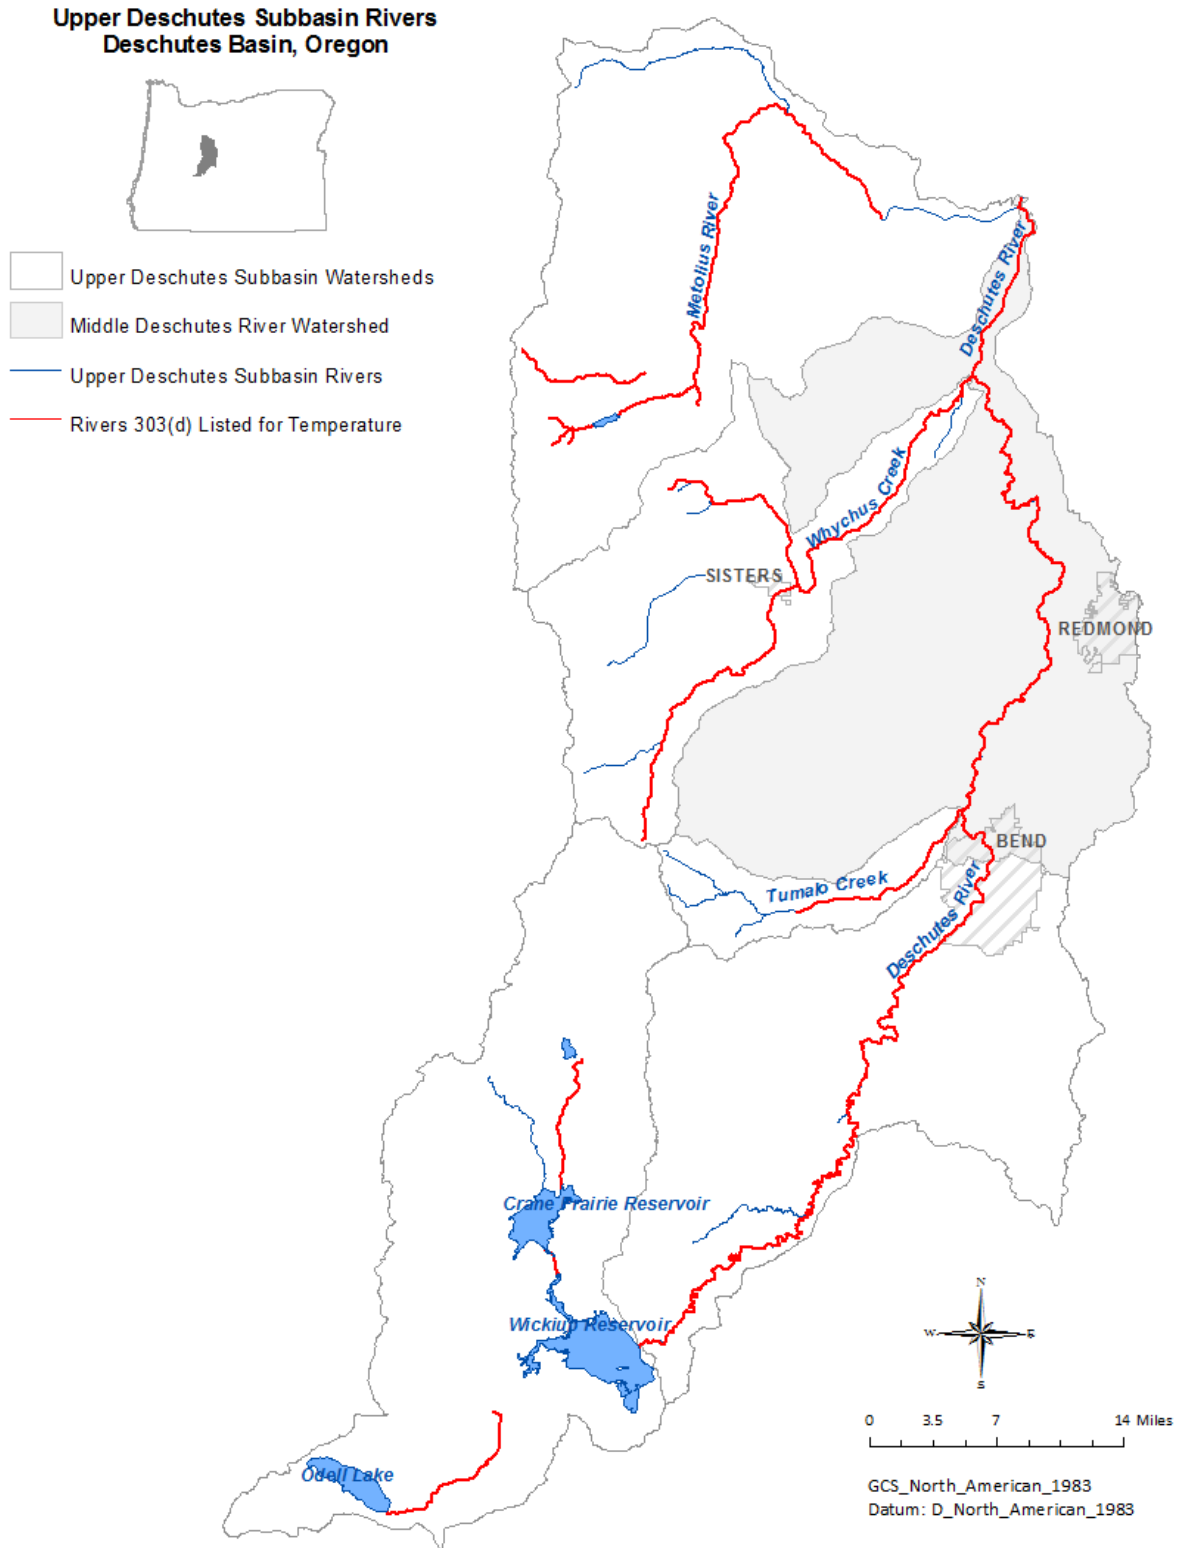 Upper Deschutes Subbasin Rivers
Deschutes Basin, Oregon
Upper Deschutes Subbasin Watersheds
Middle Deschutes River Watershed
Upper Deschutes Subbasin Rivers
Rivers 303(d) Listed for Temperature
Metolius River
Deschutes River
Whychus Creek
SISTERS
REDMOND
BEND
Tumalo Creek
Deschutes River
Crane Prairie Reservoir
Wickiup Reservoir
Odell Lake
N
W
E
S
0 3.5 7 14 Miles
GCS_North_American_1983
Datum: D_North_American_1983